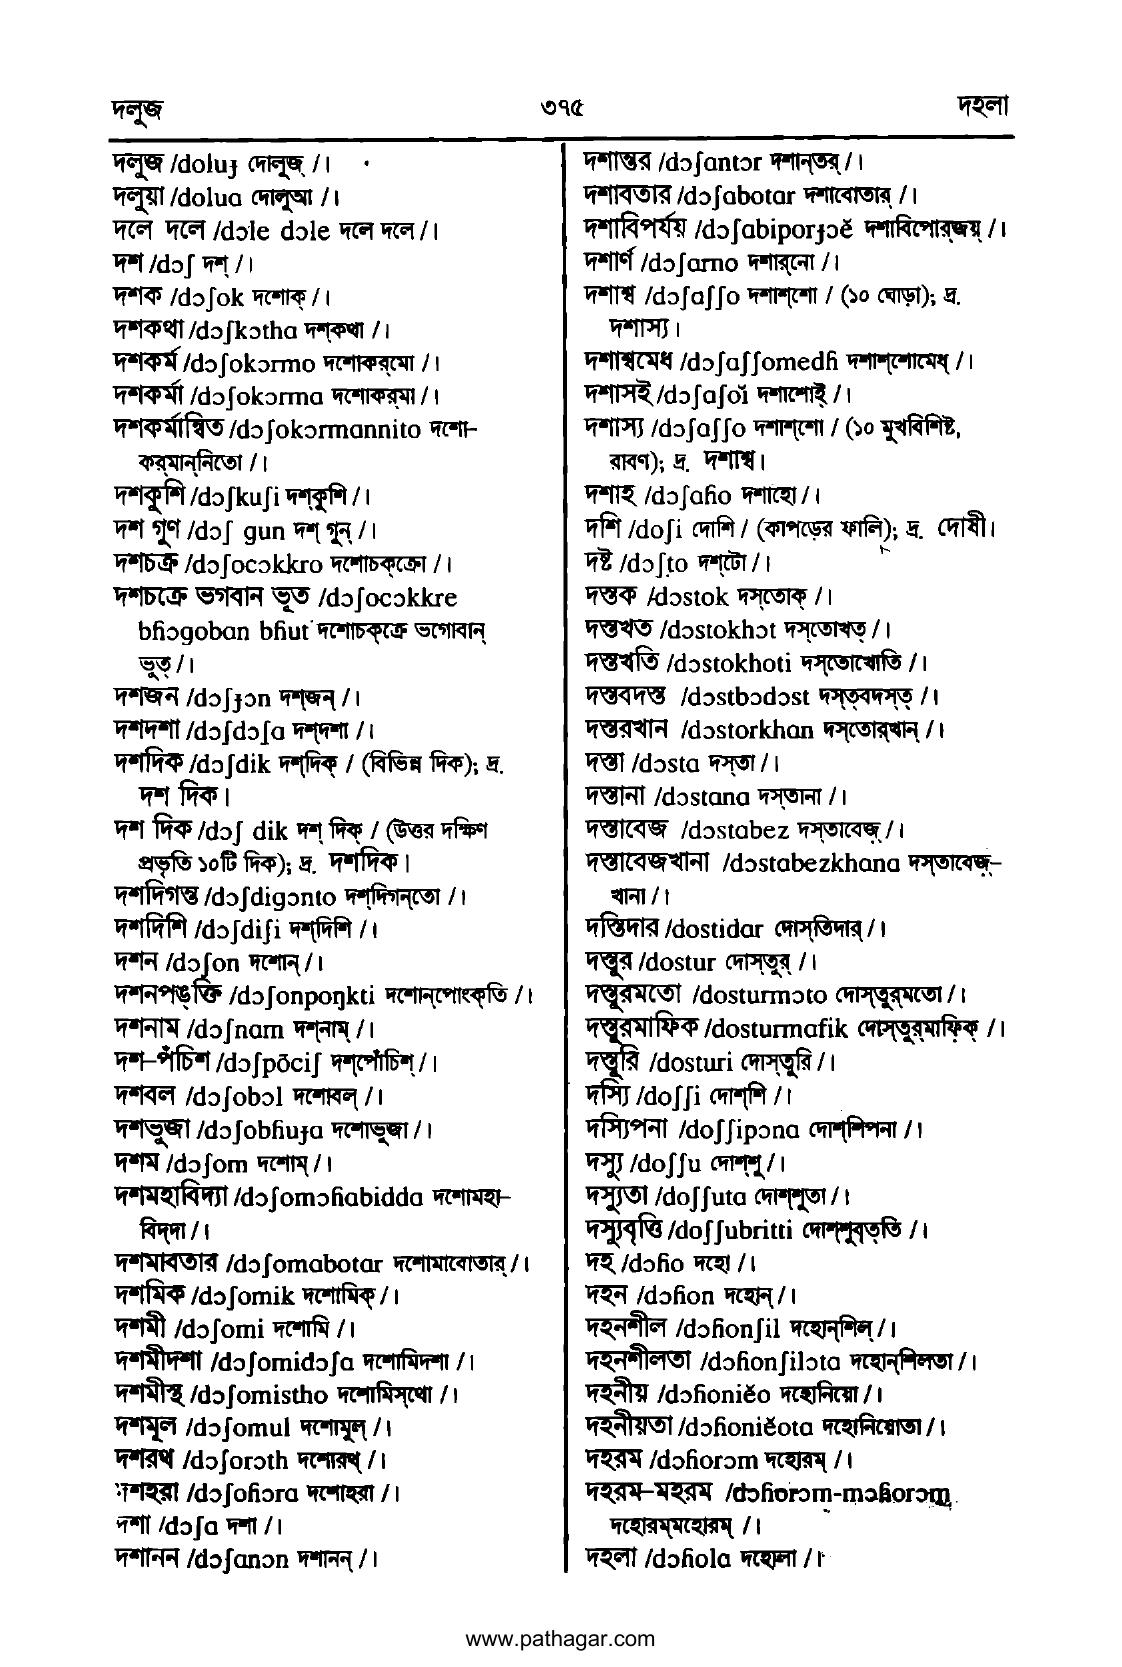 দলুজ ৩৭৫ দহলা
দলুজ /doluɟ দোলুজ্ /।
দলুয়া /dolua দোলুআ /।
দলে দলে /dɔle dɔle দলে দলে /।
দশ /dɔʃ দশ্ /।
দশক /dɔʃok দশোক্ /।
দশকথা /dɔʃkɔtha দশ্‌কথা /।
দশকর্ম /dɔʃokɔrmo দশোকর্‌মো /।
দশকর্মা /dɔʃokɔrma দশোকর্‌মা /।
দশকর্মান্বিত /dɔʃokɔrmannito দশো-
কর্‌মান্‌নিতো /।
দশকুশি /dɔʃkuʃi দশ্‌কুশি /।
দশ গুণ /dɔʃ gun দশ্ গুন্ /।
দশচক্র /dɔʃocɔkkro দশোচক্‌ক্রো /।
দশচক্রে ভগবান ভূত /dɔʃocɔkkre
bɦɔgoban bɦut দশোচক্‌ক্রে ভগোবান্
ভুত্ /।
দশজন /dɔʃɟɔn দশ্‌জন্ /।
দশদশা /dɔʃdɔʃa দশ্‌দশা /।
দশদিক /dɔʃdik দশ্‌দিক্ / (বিভিন্ন দিক); দ্র.
দশ দিক।
দশ দিক /dɔʃ dik দশ্ দিক্ / (উত্তর দক্ষিণ
প্রভৃতি ১০টি দিক); দ্র. দশদিক।
দশদিগন্ত /dɔʃdigɔnto দশ্‌দিগন্‌তো /।
দশদিশি /dɔʃdiʃi দশ্‌দিশি /।
দশন /dɔʃon দশোন্ /।
দশনপঙ্‌ক্তি /dɔʃonpoŋkti দশোন্‌পোংক্‌তি /।
দশনাম /dɔʃnam দশ্‌নাম্ /।
দশ-পঁচিশ /dɔʃpõciʃ দশ্‌পোঁচিশ্ /।
দশবল /dɔʃobɔl দশোবল্ /।
দশভুজা /dɔʃobɦuɟa দশোভুজা /।
দশম /dɔʃom দশোম্ /।
দশমহাবিদ্যা /dɔʃomɔɦabidda দশোমহা-
বিদ্‌দা /।
দশমাবতার /dɔʃomabotar দশোমাবোতার্ /।
দশমিক /dɔʃomik দশোমিক্ /।
দশমী /dɔʃomi দশোমি /।
দশমীদশা /dɔʃomidɔʃa দশোমিদশা /।
দশমীস্থ /dɔʃomistho দশোমিস্‌থো /।
দশমূল /dɔʃomul দশোমুল্ /।
দশরথ /dɔʃorɔth দশোরথ্ /।
দশহরা /dɔʃoɦɔra দশোহরা /।
দশা /dɔʃa দশা /।
দশানন /dɔʃanɔn দশানন্ /।
দশান্তর /dɔʃantɔr দশান্‌তর্ /।
দশাবতার /dɔʃabotar দশাবোতার্ /।
দশাবিপর্যয় /dɔʃabiporɟɔĕ দশাবিপোর্‌জয়্ /।
দশার্ণ /dɔʃarno দশার্‌নো /।
দশাশ্ব /dɔʃaʃʃo দশাশ্‌শো / (১০ ঘোড়া); দ্র.
দশাস্য।
দশাশ্বমেধ /dɔʃaʃʃomedɦ দশাশ্‌শোমেধ্ /।
দশাসই /dɔʃaʃoĭ দশাশোই্ /।
দশাস্য /dɔʃaʃʃo দশাশ্‌শো / (১০ মুখবিশিষ্ট,
রাবণ); দ্র. দশাশ্ব।
দশাহ /dɔʃaɦo দশাহো /।
দশি /doʃi দোশি / (কাপড়ের ফালি); দ্র. দোষী।
দষ্ট /dɔʃṭo দশ্‌টো /।
দস্তক /dɔstok দস্‌তোক্ /।
দস্তখত /dɔstokhɔt দস্‌তোখত্ /।
দস্তখতি /dɔstokhoti দস্‌তোখোতি /।
দস্তবদস্ত /dɔstbɔdɔst দস্‌ত্‌বদস্‌ত্ /।
দস্তরখান /dɔstorkhan দস্‌তোর্‌খান্ /।
দস্তা /dɔsta দস্‌তা /।
দস্তানা /dɔstana দস্‌তানা /।
দস্তাবেজ /dɔstabez দস্‌তাবেজ়্ /।
দস্তাবেজখানা /dɔstabezkhana দস্‌তাবেজ়্-
খানা /।
দস্তিদার /dostidar দোস্‌তিদার্ /।
দস্তুর /dostur দোস্‌তুর্ /।
দস্তুরমতো /dosturmɔto দোস্‌তুর্‌মতো /।
দস্তুরমাফিক /dosturmafik দোস্‌তুর্‌মাফ়িক্ /।
দস্তুরি /dosturi দোস্‌তুরি /।
দস্যি /doʃʃi দোশ্‌শি /।
দস্যিপনা /doʃʃipɔna দোশ্‌শিপনা /।
দস্যু /doʃʃu দোশ্‌শু /।
দস্যুতা /doʃʃuta দোশ্‌শুতা /।
দস্যুবৃত্তি /doʃʃubritti দোশ্‌শুবৃত্‌তি /।
দহ /dɔɦo দহো /।
দহন /dɔɦon দহোন্ /।
দহনশীল /dɔɦonʃil দহোন্‌শিল্ /।
দহনশীলতা /dɔɦonʃilɔta দহোন্‌শিলতা /।
দহনীয় /dɔɦoniĕo দহোনিয়ো /।
দহনীয়তা /dɔɦoniĕota দহোনিয়োতা /।
দহরম /dɔɦorɔm দহোরম্ /।
দহরম-মহরম /dɔɦorɔm-mɔɦorɔm
দহোরম্‌মহোরম্ /।
দহলা /dɔɦola দহোলা /।
www.pathagar.com